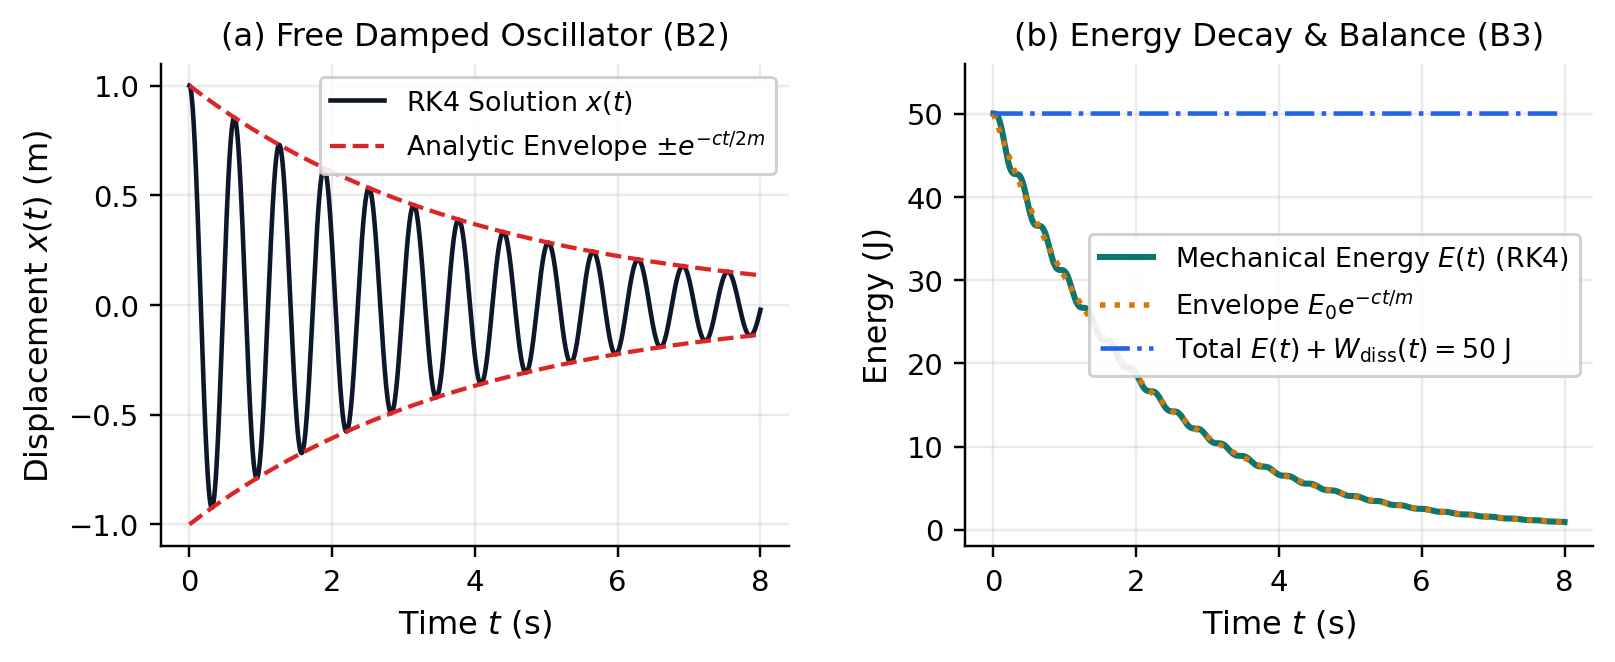 (a) Free Damped Oscillator (B2)
Displacement x(t) (m)
1.0
0.5
0.0
−0.5
−1.0
RK4 Solution x(t)
Analytic Envelope ±e^{−ct/2m}
0 2 4 6 8
Time t (s)
(b) Energy Decay & Balance (B3)
Energy (J)
50
40
30
20
10
0
Mechanical Energy E(t) (RK4)
Envelope E₀e^{−ct/m}
Total E(t) + W_{diss}(t) = 50 J
0 2 4 6 8
Time t (s)